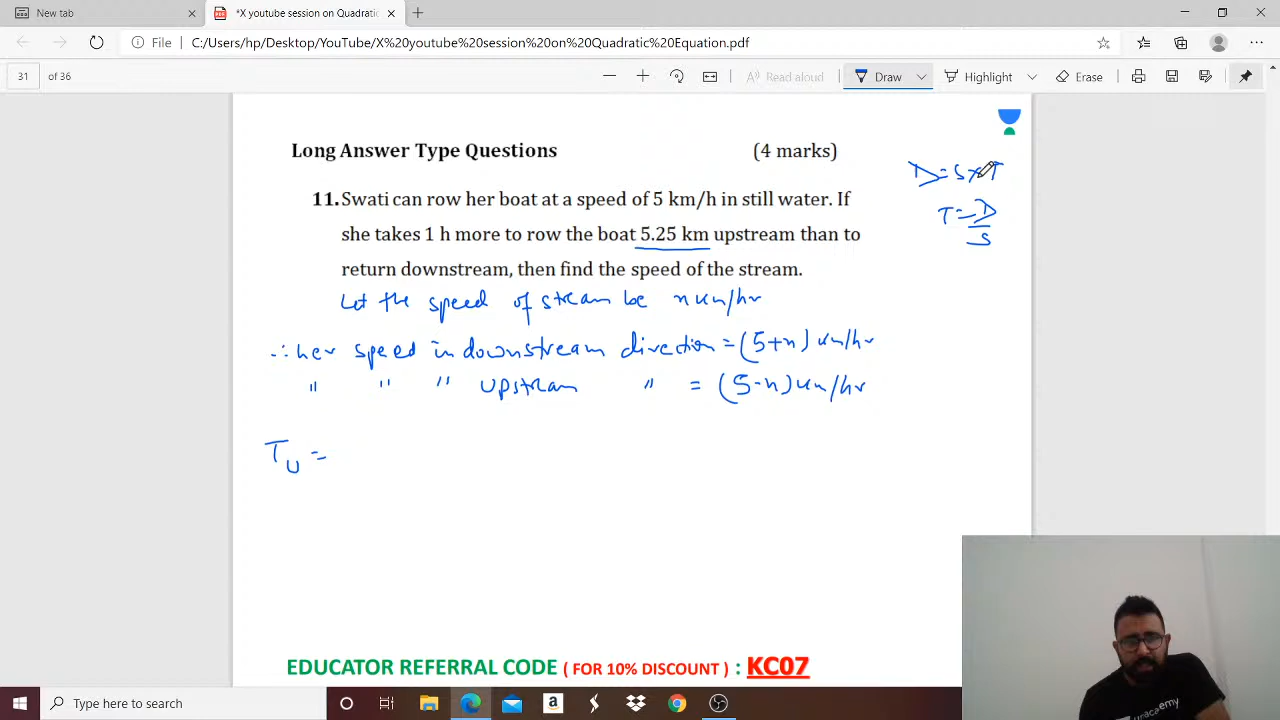 New tab
*X youtube session on Quadratic
File C:/Users/hp/Desktop/YouTube/X%20youtube%20session%20on%20Quadratic%20Equation.pdf
31 of 36
Read aloud
Draw
Highlight
Erase
Long Answer Type Questions (4 marks)
11. Swati can row her boat at a speed of 5 km/h in still water. If
she takes 1 h more to row the boat 5.25 km upstream than to
return downstream, then find the speed of the stream.
D=S×T
T=D/S
Let the speed of stream be x km/hr
∴ her speed in downstream direction = (5+x) km/hr
" " " upstream " = (5-x) km/hr
T_U =
EDUCATOR REFERRAL CODE ( FOR 10% DISCOUNT ) : KC07
unacademy
Type here to search